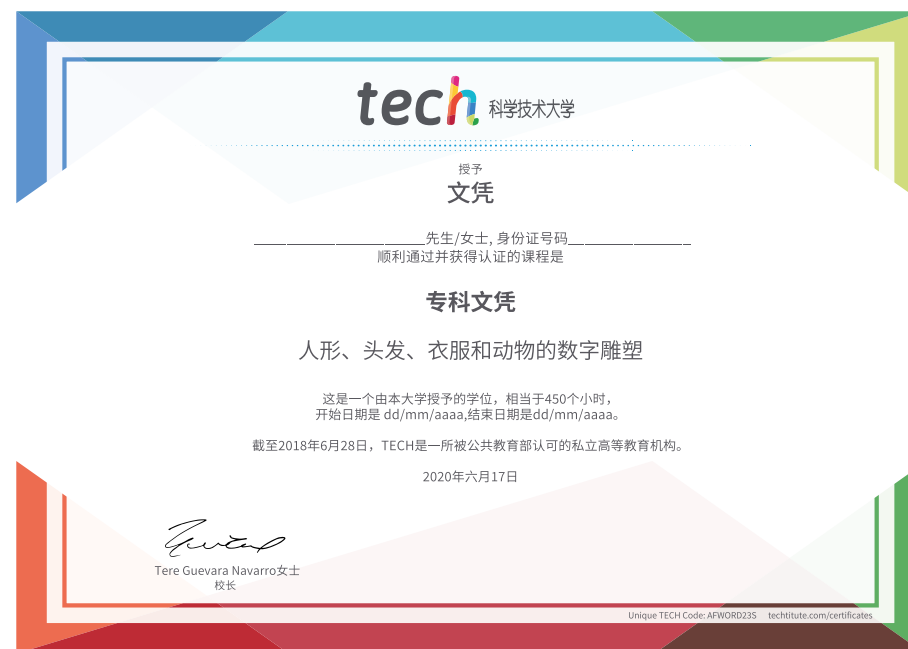 tech 科学技术大学
授予
文凭
_____________________先生/女士, 身份证号码_______________
顺利通过并获得认证的课程是
专科文凭
人形、头发、衣服和动物的数字雕塑
这是一个由本大学授予的学位，相当于450个小时，
开始日期是 dd/mm/aaaa,结束日期是dd/mm/aaaa。
截至2018年6月28日，TECH是一所被公共教育部认可的私立高等教育机构。
2020年六月17日
Tere Guevara Navarro女士
校长
Unique TECH Code: AFWORD23S techtitute.com/certificates